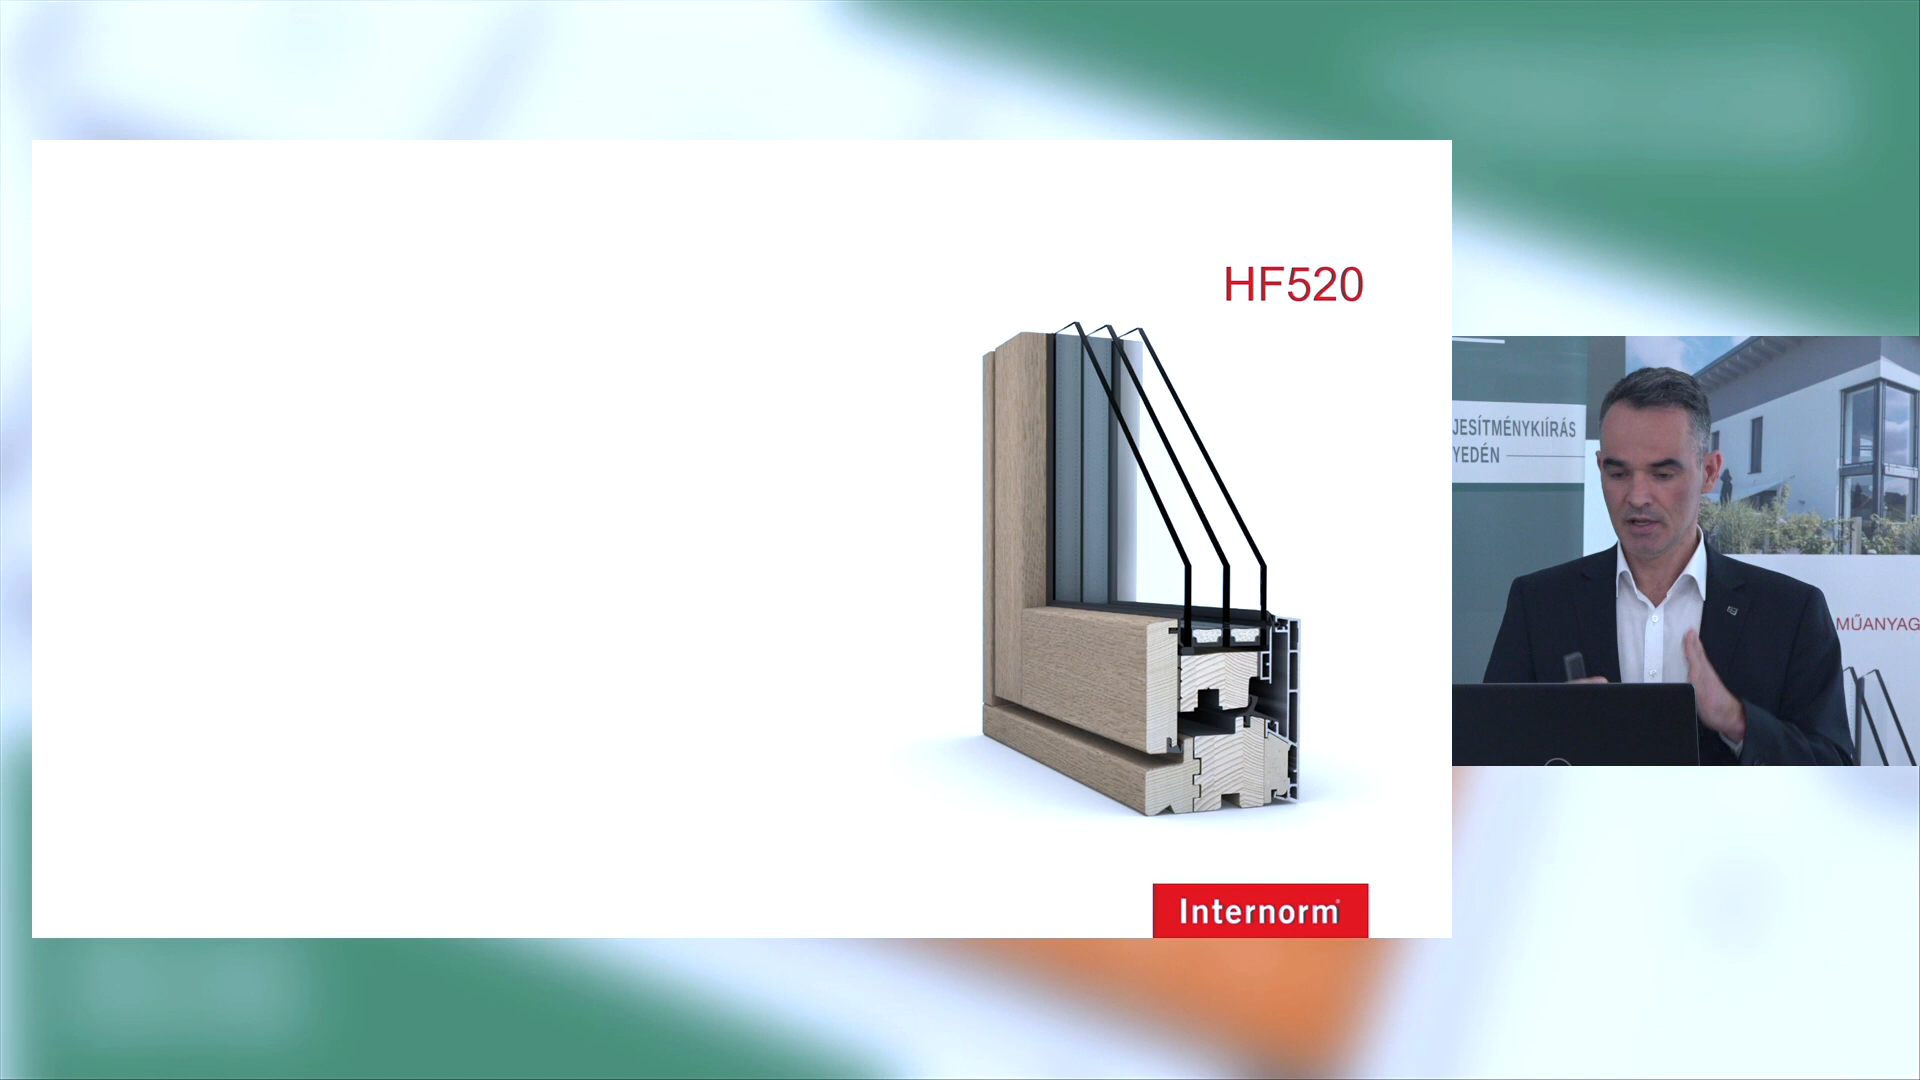 HF520
Internorm
JESÍTMÉNYKIÍRÁS
YEDÉN
MŰANYAG